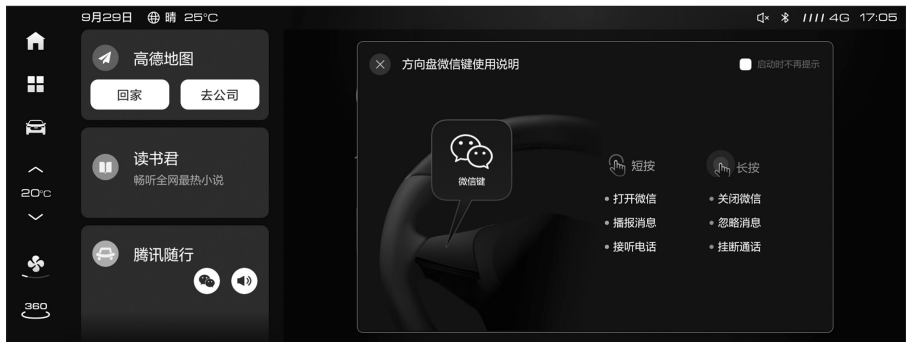 9月29日 晴 25°C
4G 17:05
20°C
360
高德地图
回家 去公司
读书君
畅听全网最热小说
腾讯随行
方向盘微信键使用说明
启动时不再提示
微信键
短按
• 打开微信
• 播报消息
• 接听电话
长按
• 关闭微信
• 忽略消息
• 挂断通话